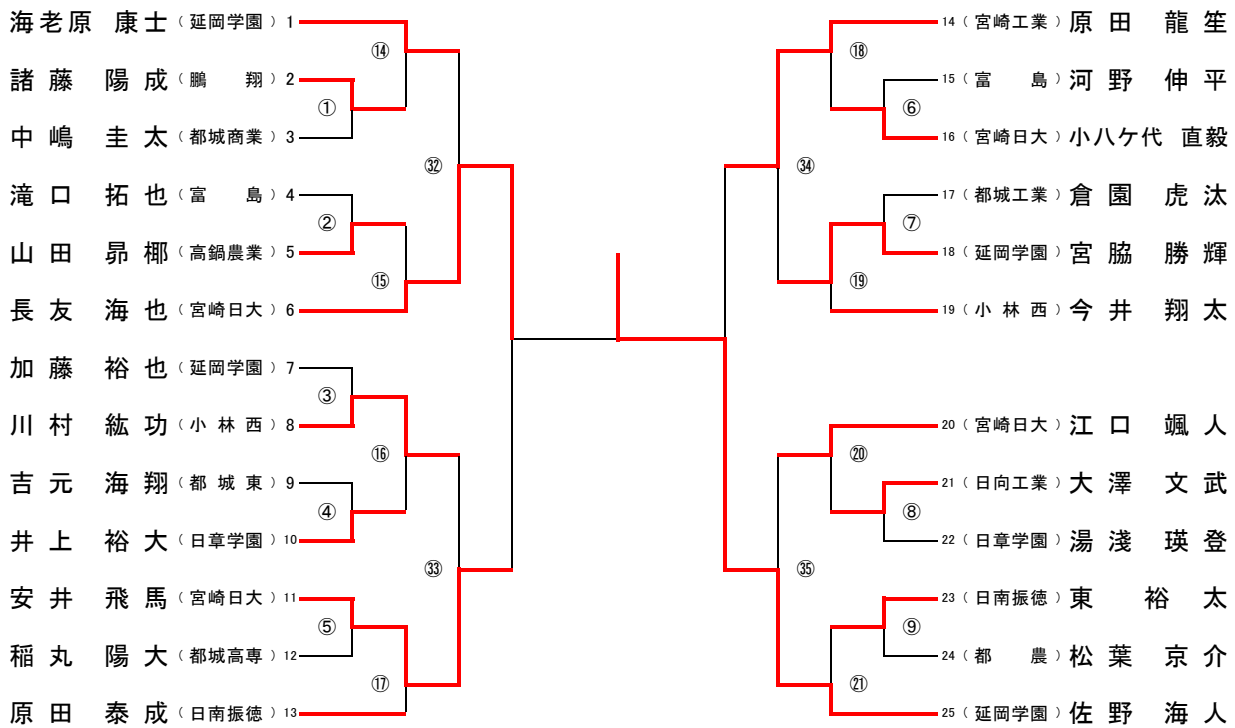 海老原 康士（延岡学園）1
諸藤 陽成（鵬 翔）2
中嶋 圭太（都城商業）3
滝口 拓也（富 島）4
山田 昴椰（高鍋農業）5
長友 海也（宮崎日大）6
加藤 裕也（延岡学園）7
川村 紘功（小林西）8
吉元 海翔（都城東）9
井上 裕大（日章学園）10
安井 飛馬（宮崎日大）11
稲丸 陽大（都城高専）12
原田 泰成（日南振徳）13
⑭
①
②
⑮
③
⑯
④
⑤
⑰
㉜
㉝
㉞
㉟
⑱
⑥
⑦
⑲
⑳
⑧
⑨
㉑
14（宮崎工業）原田 龍笙
15（富 島）河野 伸平
16（宮崎日大）小八ケ代 直毅
17（都城工業）倉園 虎汰
18（延岡学園）宮脇 勝輝
19（小林西）今井 翔太
20（宮崎日大）江口 颯人
21（日向工業）大澤 文武
22（日章学園）湯淺 瑛登
23（日南振徳）東 裕太
24（都 農）松葉 京介
25（延岡学園）佐野 海人